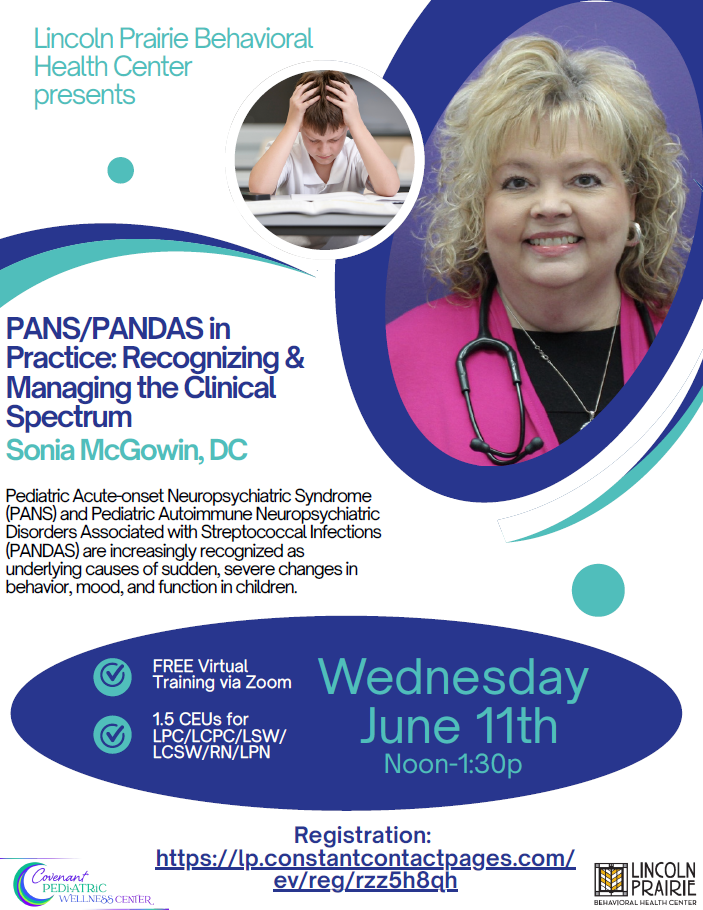 Lincoln Prairie Behavioral
Health Center
presents
PANS/PANDAS in
Practice: Recognizing &
Managing the Clinical
Spectrum
Sonia McGowin, DC
Pediatric Acute-onset Neuropsychiatric Syndrome
(PANS) and Pediatric Autoimmune Neuropsychiatric
Disorders Associated with Streptococcal Infections
(PANDAS) are increasingly recognized as
underlying causes of sudden, severe changes in
behavior, mood, and function in children.
FREE Virtual
Training via Zoom
1.5 CEUs for
LPC/LCPC/LSW/
LCSW/RN/LPN
Wednesday
June 11th
Noon-1:30p
Registration:
https://lp.constantcontactpages.com/
ev/reg/rzz5h8qh
Covenant
PEDiATRIC
WELLNESS CENTER
LINCOLN
PRAIRIE
BEHAVIORAL HEALTH CENTER